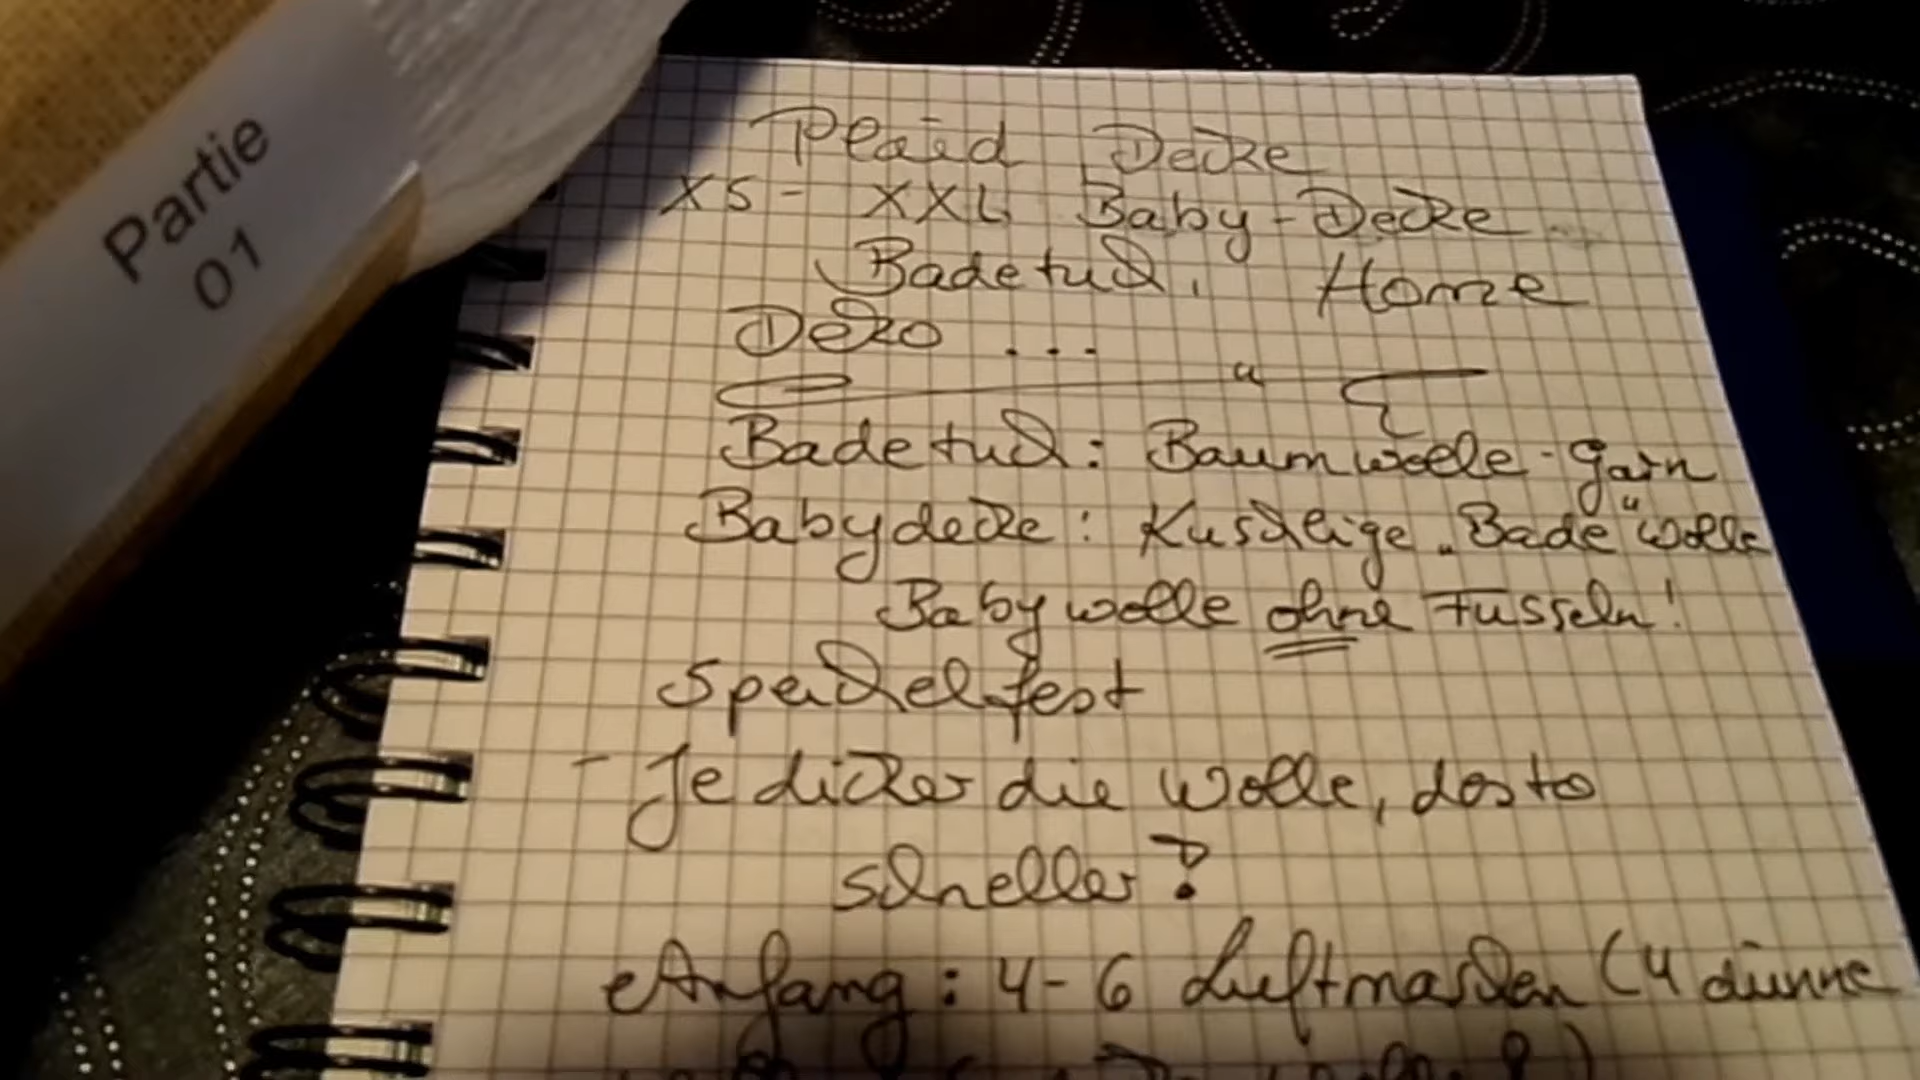 Partie
01
Plaid Decke
XS - XXL Baby-Decke
Badetuch, Home
Deko ...
Badetuch: Baumwolle-Garn
Babydecke: Kuschlige „Bade“ wolle
Babywolle ohne Fusseln!
Speichelfest
- Je dicker die Wolle, desto
schneller?
Anfang: 4-6 Luftmaschen (4 dünne